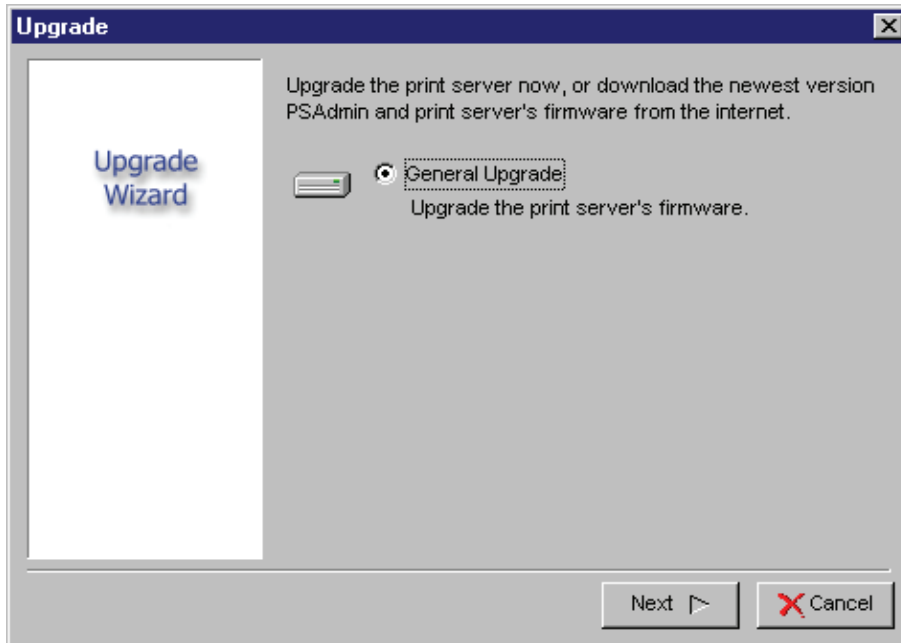 Upgrade
Upgrade the print server now, or download the newest version
PSAdmin and print server's firmware from the internet.
Upgrade
Wizard
General Upgrade
Upgrade the print server's firmware.
Next
Cancel